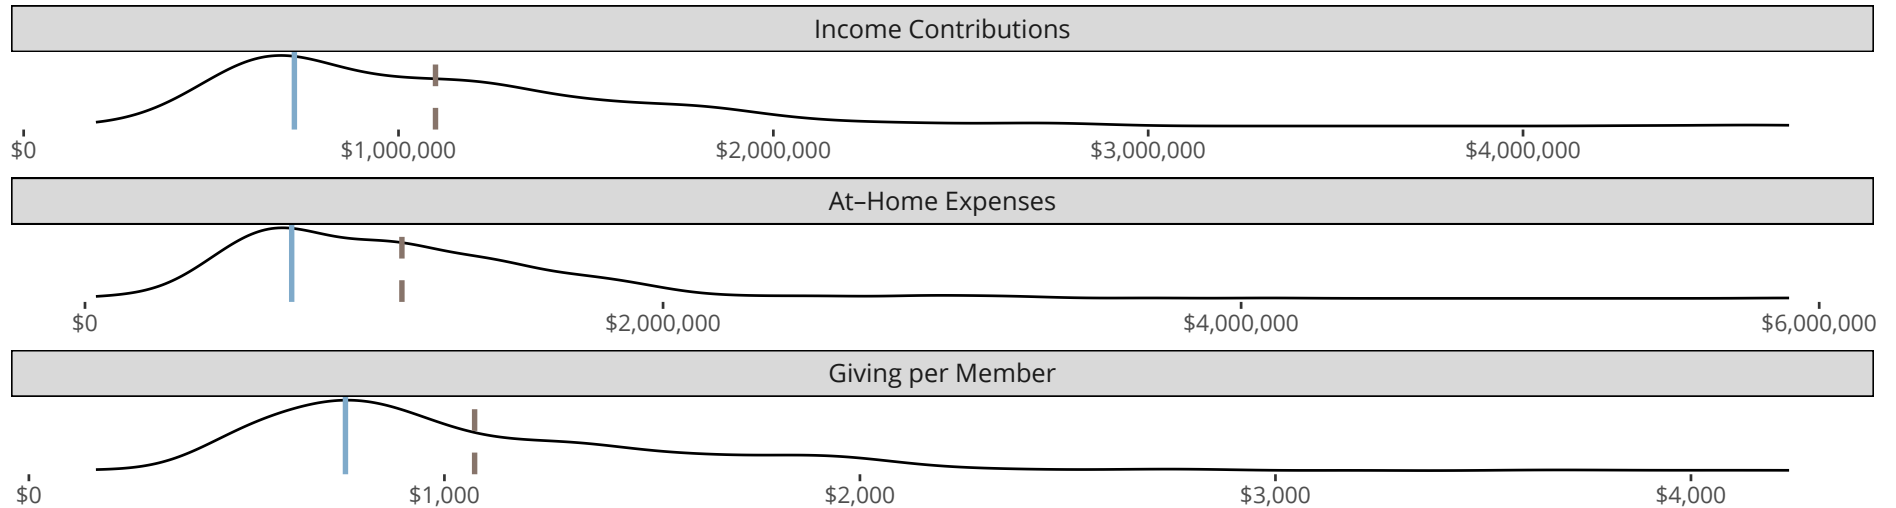 Income Contributions
$0 $1,000,000 $2,000,000 $3,000,000 $4,000,000
At–Home Expenses
$0 $2,000,000 $4,000,000 $6,000,000
Giving per Member
$0 $1,000 $2,000 $3,000 $4,000